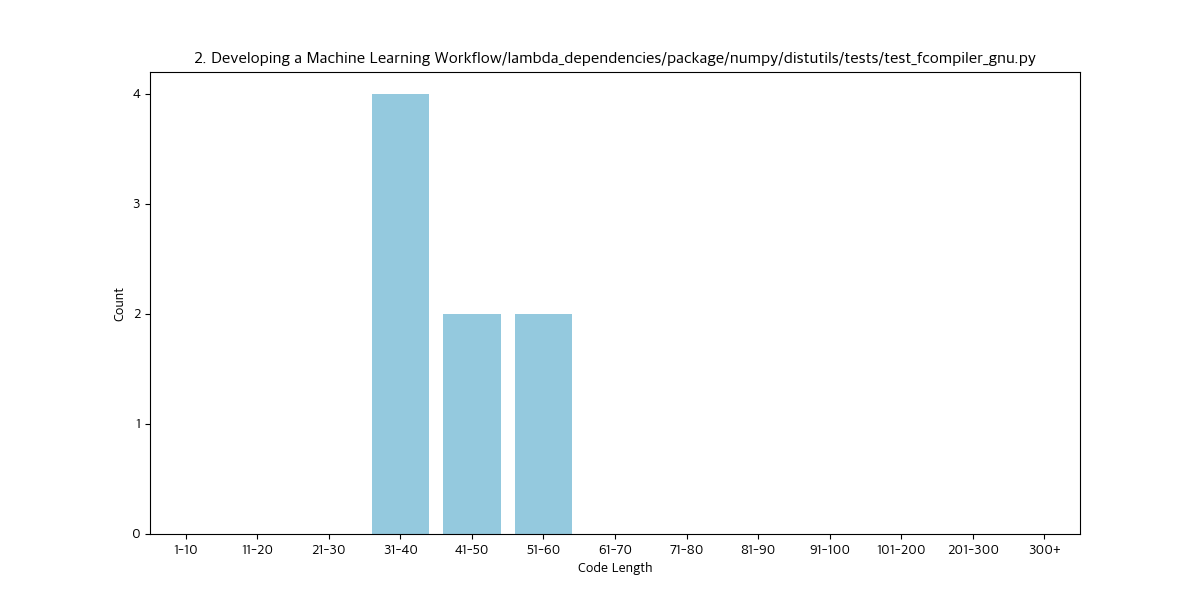 2. Developing a Machine Learning Workflow/lambda_dependencies/package/numpy/distutils/tests/test_fcompiler_gnu.py
4
3
2
1
0
Count
1-10 11-20 21-30 31-40 41-50 51-60 61-70 71-80 81-90 91-100 101-200 201-300 300+
Code Length